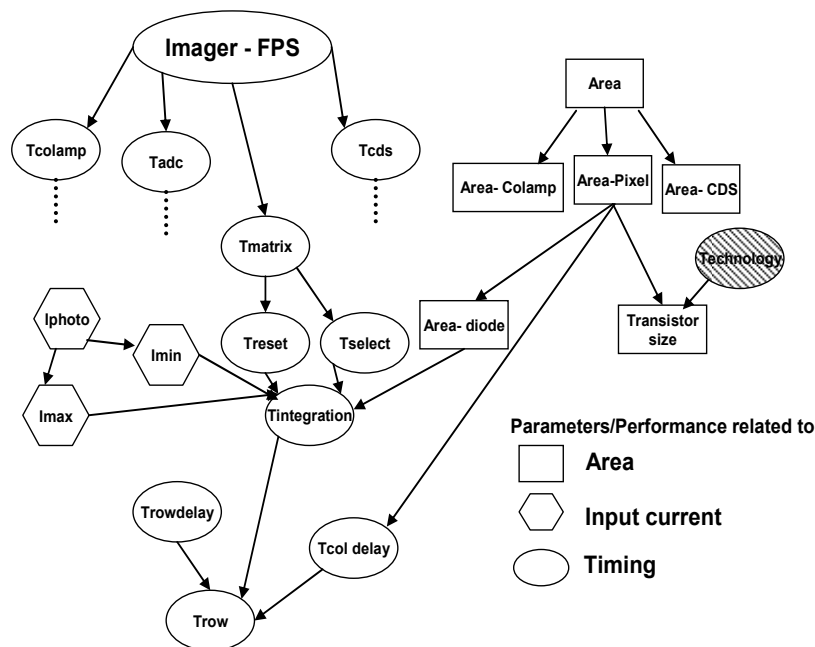 Imager - FPS
Area
Tcolamp
Tadc
Tcds
Area- Colamp
Area-Pixel
Area- CDS
Tmatrix
Technology
Iphoto
Imin
Treset
Tselect
Area- diode
Transistor
size
Imax
Tintegration
Parameters/Performance related to
Area
Input current
Timing
Trowdelay
Tcol delay
Trow